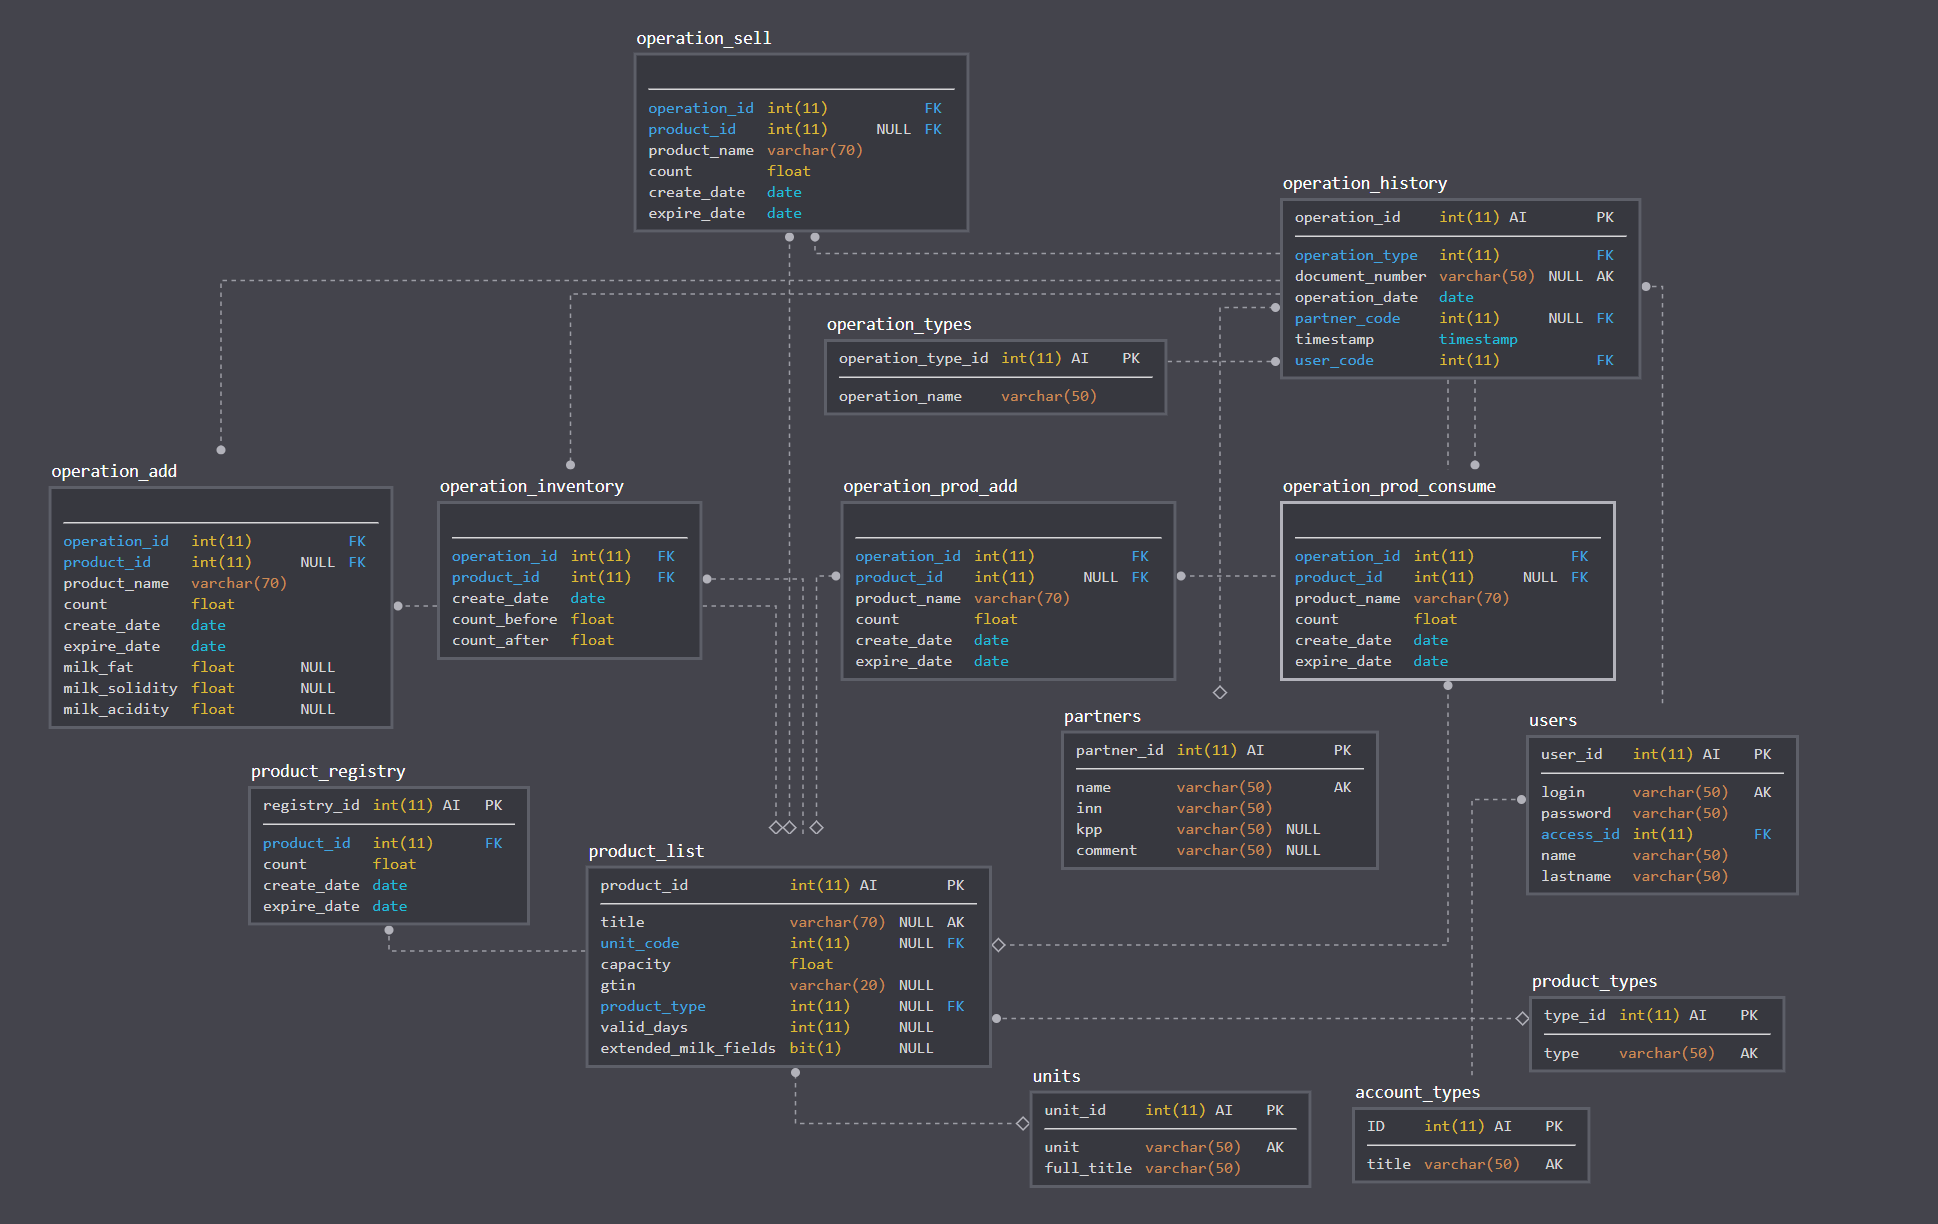 operation_sell
operation_id int(11) FK
product_id int(11) NULL FK
product_name varchar(70)
count float
create_date date
expire_date date
operation_history
operation_id int(11) AI PK
operation_type int(11) FK
document_number varchar(50) NULL AK
operation_date date
partner_code int(11) NULL FK
timestamp timestamp
user_code int(11) FK
operation_types
operation_type_id int(11) AI PK
operation_name varchar(50)
operation_add
operation_id int(11) FK
product_id int(11) NULL FK
product_name varchar(70)
count float
create_date date
expire_date date
milk_fat float NULL
milk_solidity float NULL
milk_acidity float NULL
operation_inventory
operation_id int(11) FK
product_id int(11) FK
create_date date
count_before float
count_after float
operation_prod_add
operation_id int(11) FK
product_id int(11) NULL FK
product_name varchar(70)
count float
create_date date
expire_date date
operation_prod_consume
operation_id int(11) FK
product_id int(11) NULL FK
product_name varchar(70)
count float
create_date date
expire_date date
partners
partner_id int(11) AI PK
name varchar(50) AK
inn varchar(50)
kpp varchar(50) NULL
comment varchar(50) NULL
users
user_id int(11) AI PK
login varchar(50) AK
password varchar(50)
access_id int(11) FK
name varchar(50)
lastname varchar(50)
product_registry
registry_id int(11) AI PK
product_id int(11) FK
count float
create_date date
expire_date date
product_list
product_id int(11) AI PK
title varchar(70) NULL AK
unit_code int(11) NULL FK
capacity float
gtin varchar(20) NULL
product_type int(11) NULL FK
valid_days int(11) NULL
extended_milk_fields bit(1) NULL
product_types
type_id int(11) AI PK
type varchar(50) AK
units
unit_id int(11) AI PK
unit varchar(50) AK
full_title varchar(50)
account_types
ID int(11) AI PK
title varchar(50) AK